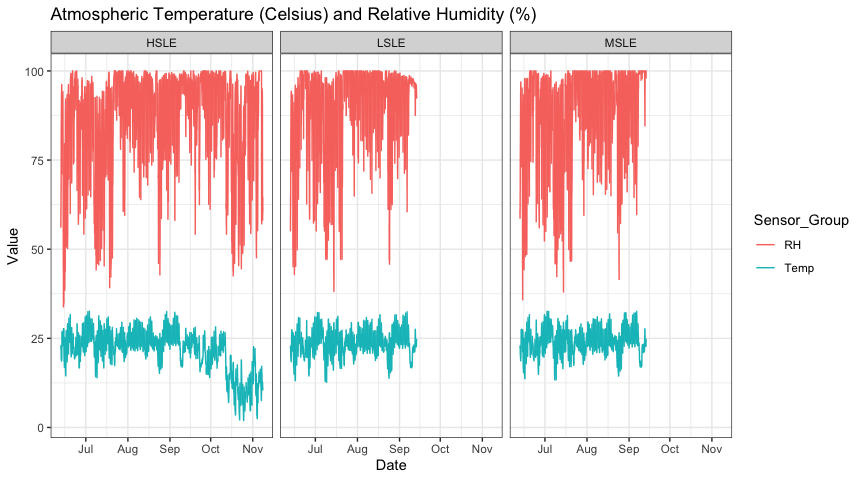 Atmospheric Temperature (Celsius) and Relative Humidity (%)
HSLE LSLE MSLE
100
75
50
25
0
Value
Jul Aug Sep Oct Nov Jul Aug Sep Oct Nov Jul Aug Sep Oct Nov
Date
Sensor_Group
RH
Temp